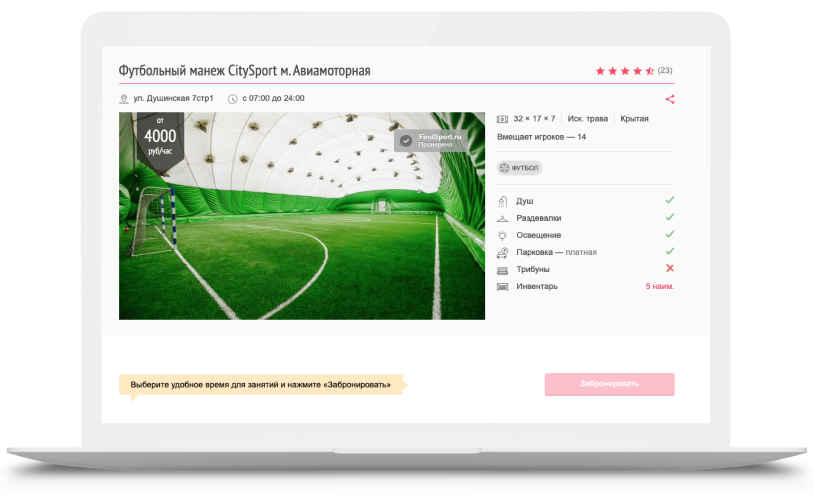 Футбольный манеж CitySport м. Авиамоторная
(23)
ул. Душинская 7стр1
с 07:00 до 24:00
от
4000
руб/час
FindSport.ru
Проверено
32 × 17 × 7
Иск. трава
Крытая
Вмещает игроков — 14
ФУТБОЛ
Душ
Раздевалки
Освещение
Парковка — платная
Трибуны
Инвентарь
5 наим.
Выберите удобное время для занятий и нажмите «Забронировать»
Забронировать